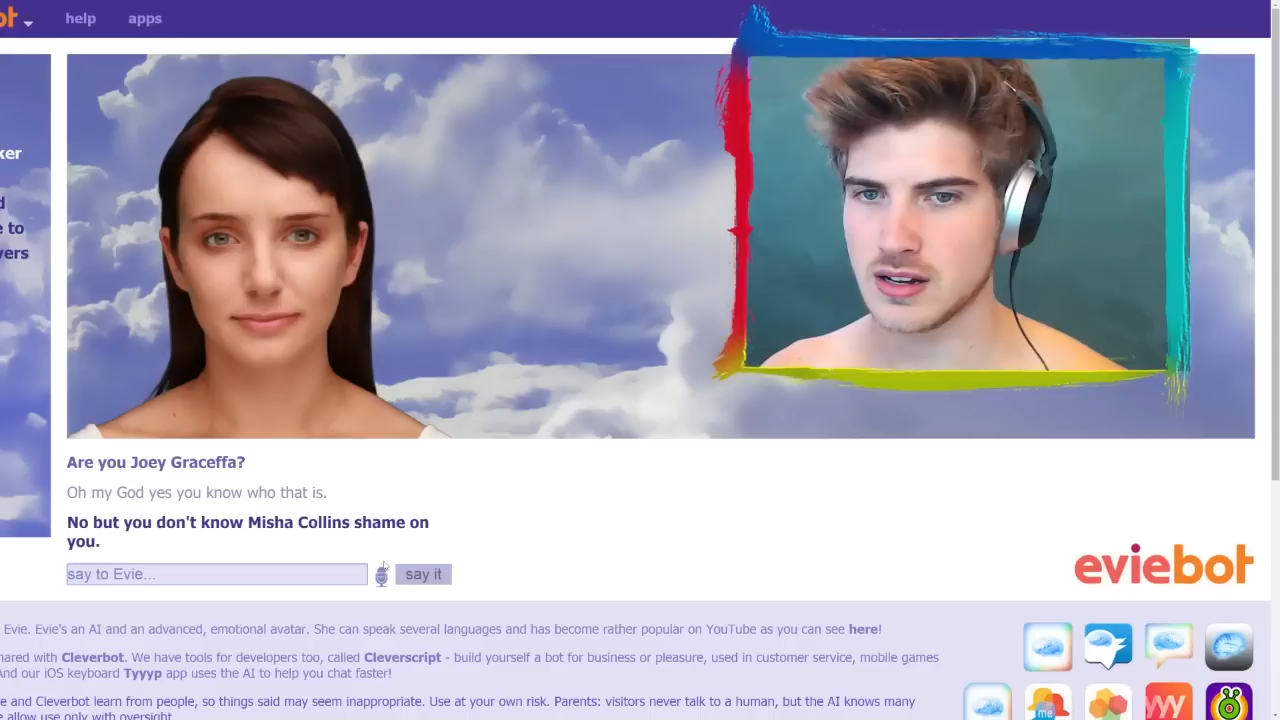 help apps
ker
d
e to
vers
Are you Joey Graceffa?
Oh my God yes you know who that is.
No but you don't know Misha Collins shame on
you.
say to Evie... say it
eviebot
Evie. Evie's an AI and an advanced, emotional avatar. She can speak several languages and has become rather popular on YouTube as you can see here!
hared with Cleverbot. We have tools for developers too, called Cleverscript - build yourself a bot for business or pleasure, used in customer service, mobile games
And our iOS keyboard Tyyyp app uses the AI to help you chat faster!
e and Cleverbot learn from people, so things said may seem inappropriate. Use at your own risk. Parents: visitors never talk to a human, but the AI knows many
e allow use only with oversight.
me